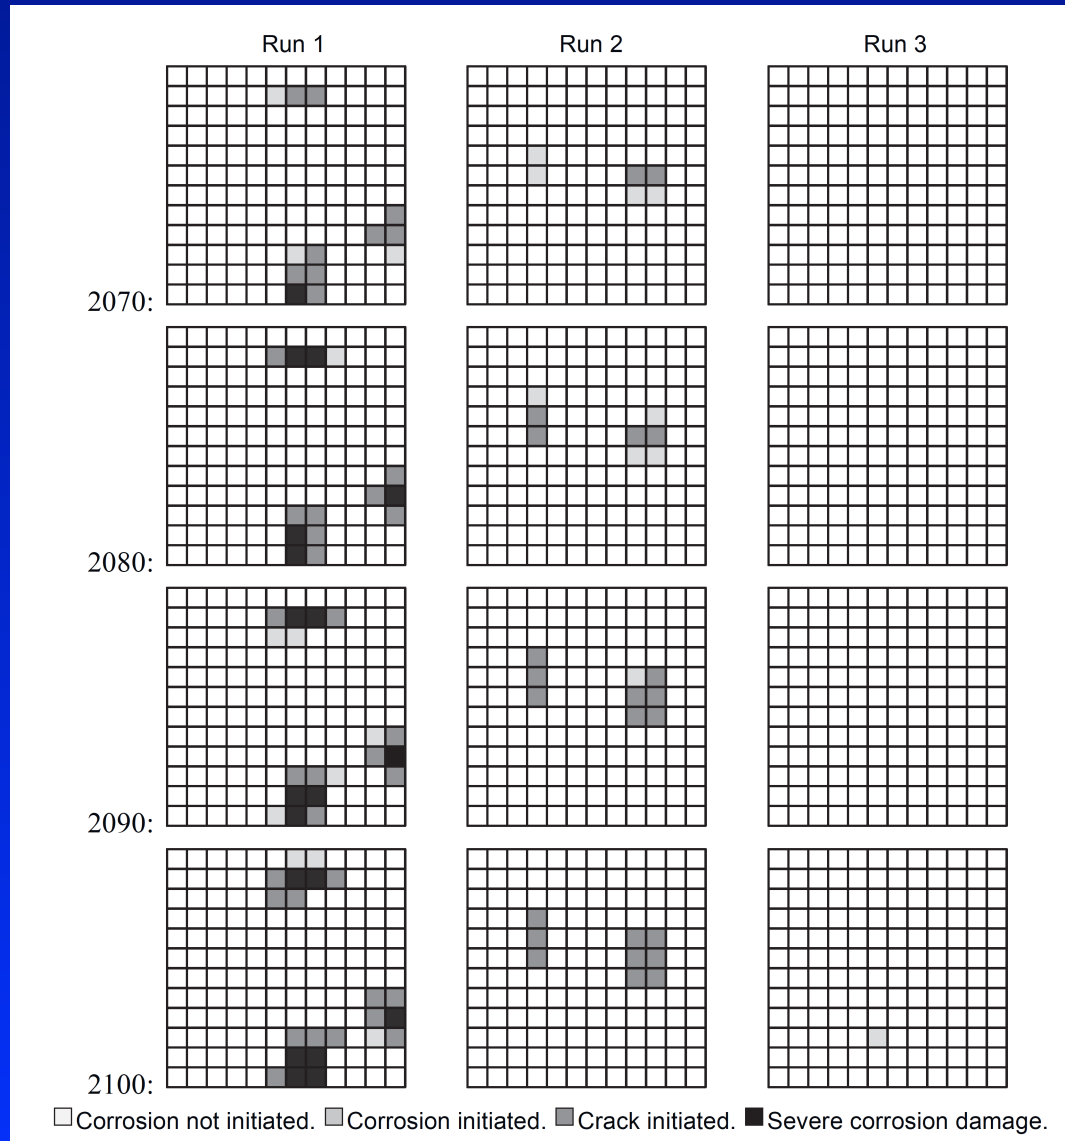 Run 1 Run 2 Run 3
2070:
2080:
2090:
2100:
Corrosion not initiated. Corrosion initiated. Crack initiated. Severe corrosion damage.